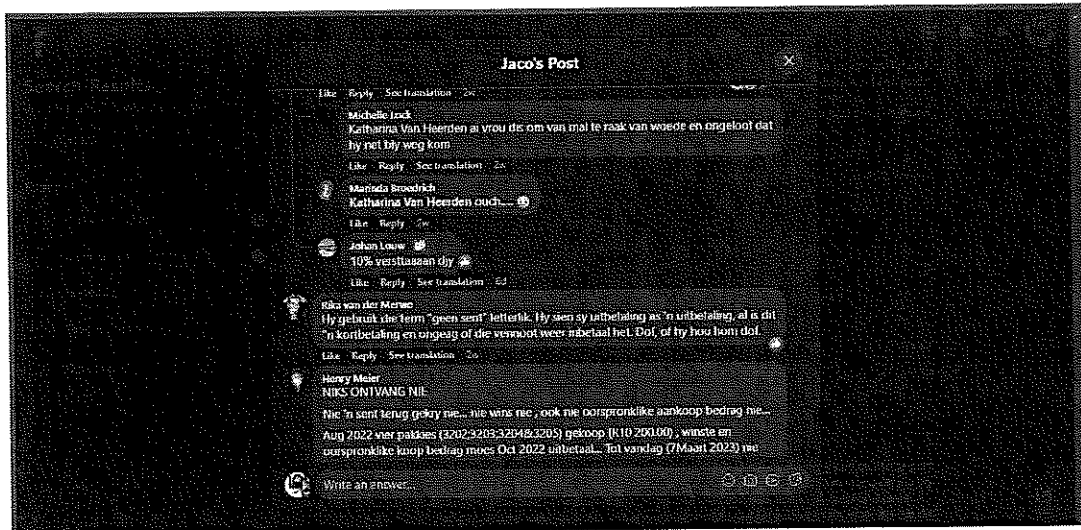 Jaco's Post
Like Reply See translation 2w
Michelle Lock
Katharina Van Heerden ai vrou dis om van mal te raak van woede en ongeloof dat
hy net bly weg kom
Like Reply See translation 2w
Marinda Broedrich
Katharina Van Heerden ouch.....
Like Reply 2w
Johan Louw
10% verstaaaan djy
Like Reply See translation 6d
Rika van der Merwe
Hy gebruik die term "geen sent" letterlik. Hy sien sy uitbetaling as 'n uitbetaling, al is dit
'n kortbetaling en ongeag of die vennoot weer inbetaal het. Dof, of hy hou hom dof.
Like Reply See translation 2w
Henry Meier
NIKS ONTVANG NIE
Nie 'n sent terug gekry nie... nie wins nie , ook nie oorspronklike aankoop bedrag nie...
Aug 2022 vier pakkies (3202;3203;3204&3205) gekoop (R10 200.00) , winste en
oorspronklike koop bedrag moes Oct 2022 uitbetaal... Tot vandag (7Maart 2023) nie
Write an answer...